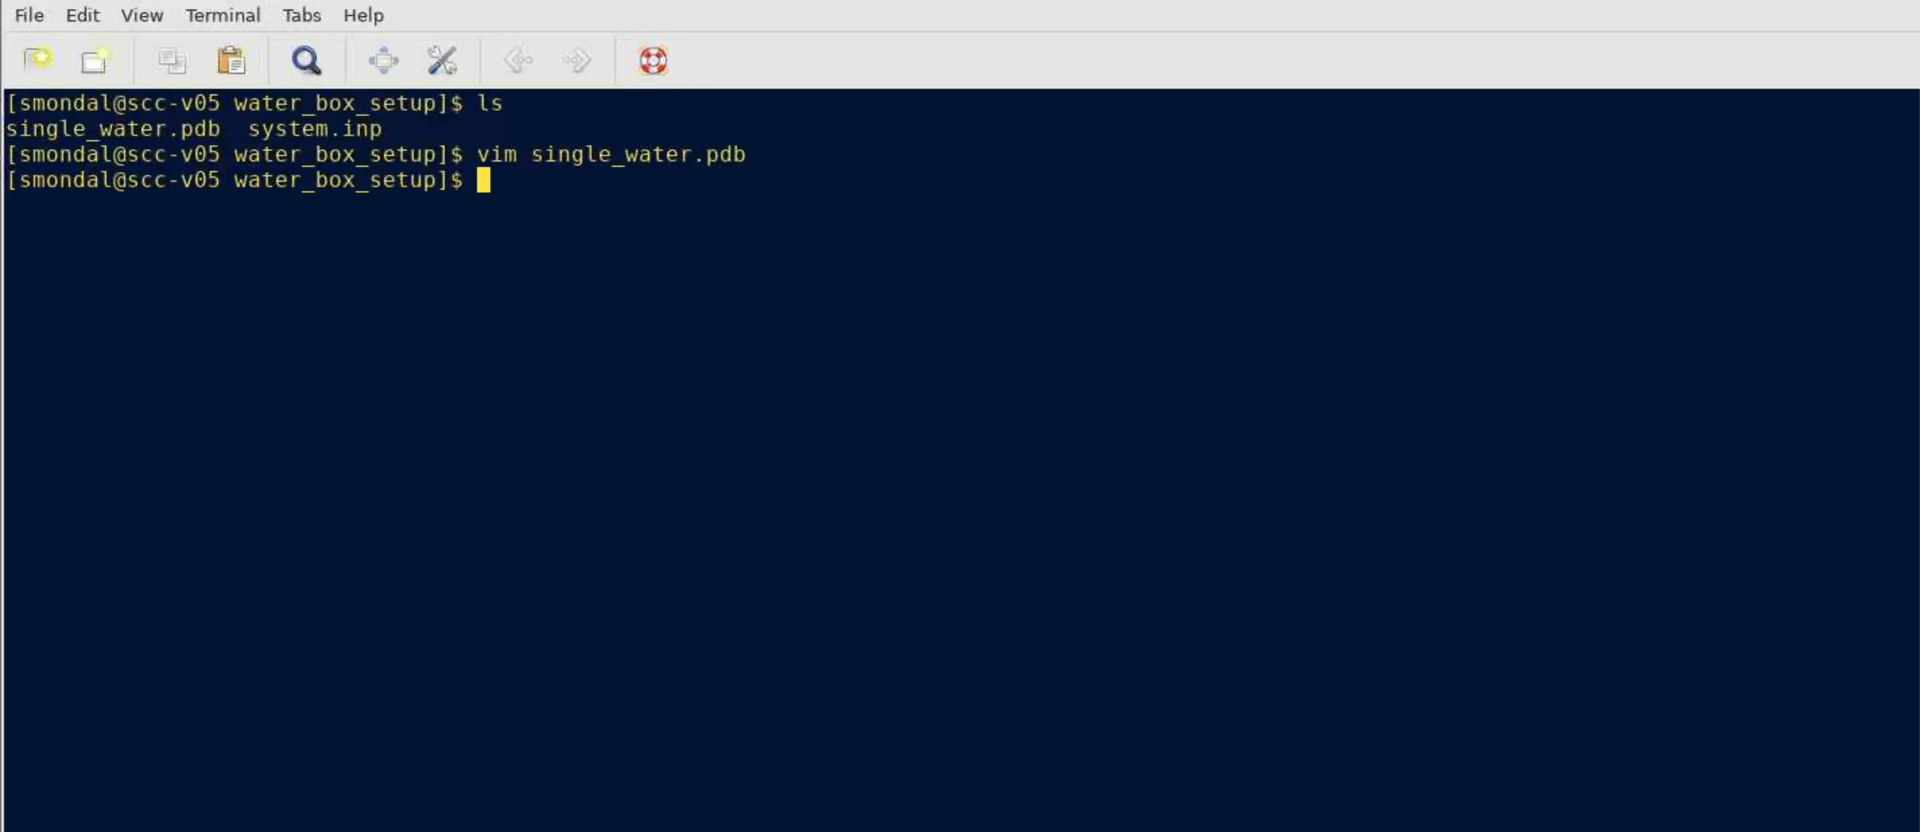 File Edit View Terminal Tabs Help
[smondal@scc-v05 water_box_setup]$ ls
single_water.pdb  system.inp
[smondal@scc-v05 water_box_setup]$ vim single_water.pdb
[smondal@scc-v05 water_box_setup]$